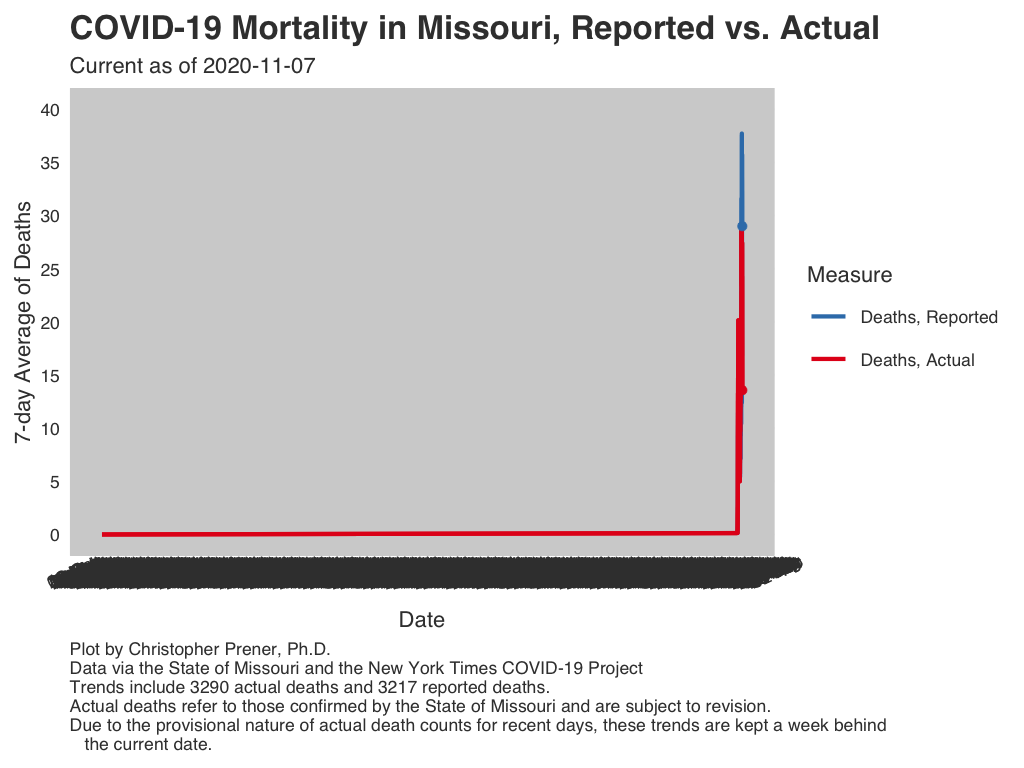 COVID-19 Mortality in Missouri, Reported vs. Actual
Current as of 2020-11-07
40
35
30
25
20
15
10
5
0
7-day Average of Deaths
Date
Measure
Deaths, Reported
Deaths, Actual
Plot by Christopher Prener, Ph.D.
Data via the State of Missouri and the New York Times COVID-19 Project
Trends include 3290 actual deaths and 3217 reported deaths.
Actual deaths refer to those confirmed by the State of Missouri and are subject to revision.
Due to the provisional nature of actual death counts for recent days, these trends are kept a week behind
the current date.